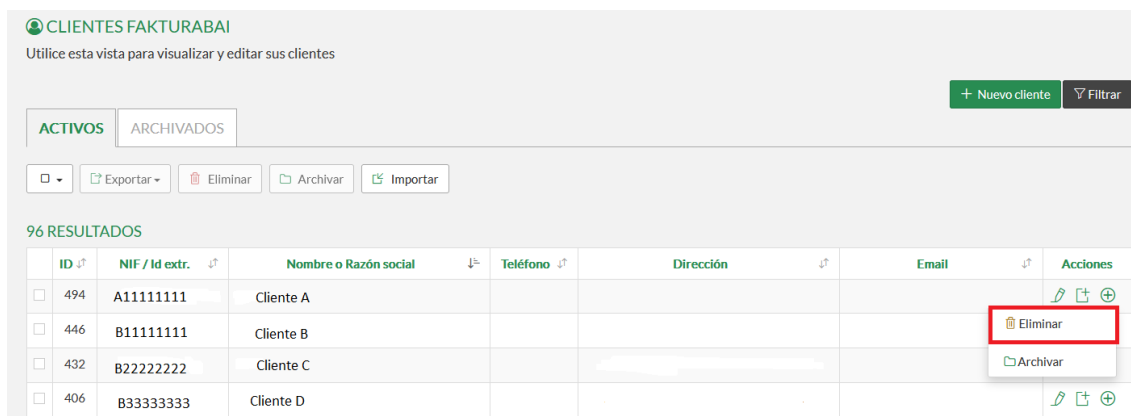 CLIENTES FAKTURABAI
Utilice esta vista para visualizar y editar sus clientes
+ Nuevo cliente Filtrar
ACTIVOS ARCHIVADOS
Exportar Eliminar Archivar Importar
96 RESULTADOS
ID NIF / Id extr. Nombre o Razón social Teléfono Dirección Email Acciones
494 A11111111 Cliente A
446 B11111111 Cliente B
Eliminar
432 B22222222 Cliente C
Archivar
406 B33333333 Cliente D